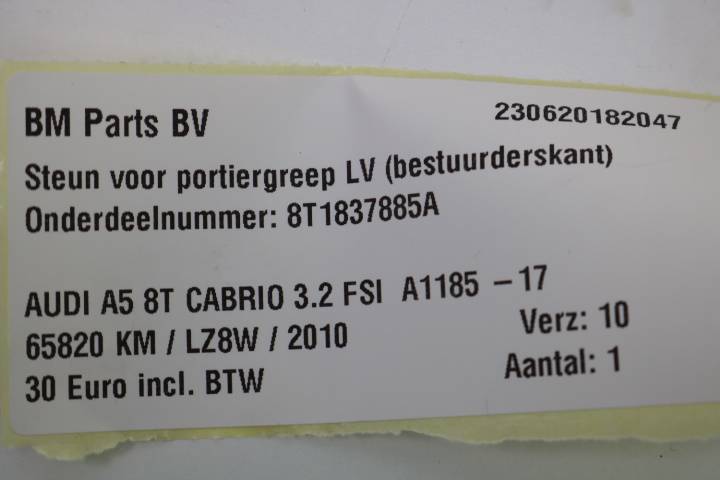 BM Parts BV 230620182047
Steun voor portiergreep LV (bestuurderskant)
Onderdeelnummer: 8T1837885A
AUDI A5 8T CABRIO 3.2 FSI A1185 – 17
65820 KM / LZ8W / 2010 Verz: 10
30 Euro incl. BTW Aantal: 1